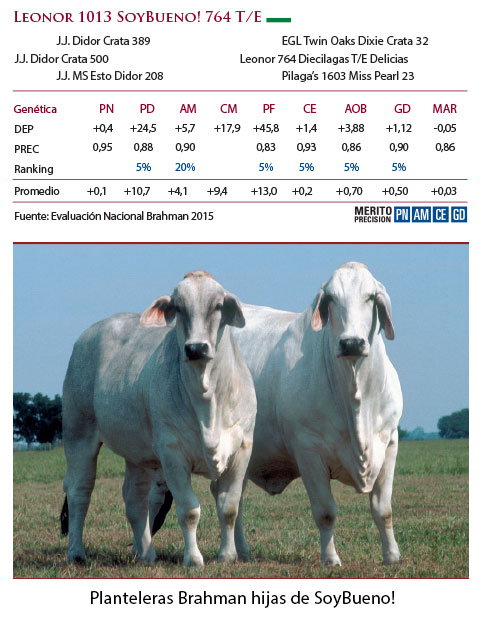 Leonor 1013 SoyBueno! 764 T/E
J.J. Didor Crata 389 EGL Twin Oaks Dixie Crata 32
J.J. Didor Crata 500 Leonor 764 Diecilagas T/E Delicias
J.J. MS Esto Didor 208 Pilaga's 1603 Miss Pearl 23
Genética PN PD AM CM PF CE AOB GD MAR
DEP +0,4 +24,5 +5,7 +17,9 +45,8 +1,4 +3,88 +1,12 -0,05
PREC 0,95 0,88 0,90 0,83 0,93 0,86 0,90 0,86
Ranking 5% 20% 5% 5% 5% 5%
Promedio +0,1 +10,7 +4,1 +9,4 +13,0 +0,2 +0,70 +0,50 +0,03
Fuente: Evaluación Nacional Brahman 2015 MERITO PN AM CE GD
PRECISION
Planteleras Brahman hijas de SoyBueno!